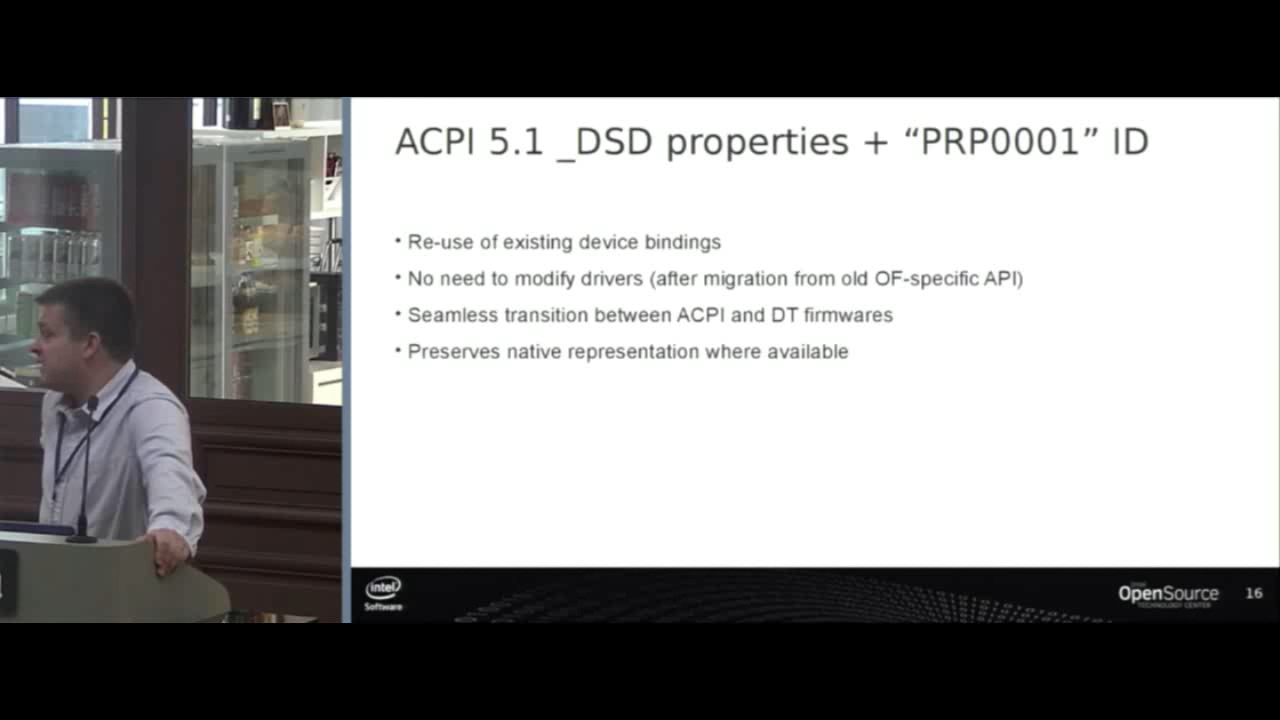 ACPI 5.1 _DSD properties + “PRP0001” ID
• Re-use of existing device bindings
• No need to modify drivers (after migration from old OF-specific API)
• Seamless transition between ACPI and DT firmwares
• Preserves native representation where available
intel
Software
OpenSource
TECHNOLOGY CENTER
16